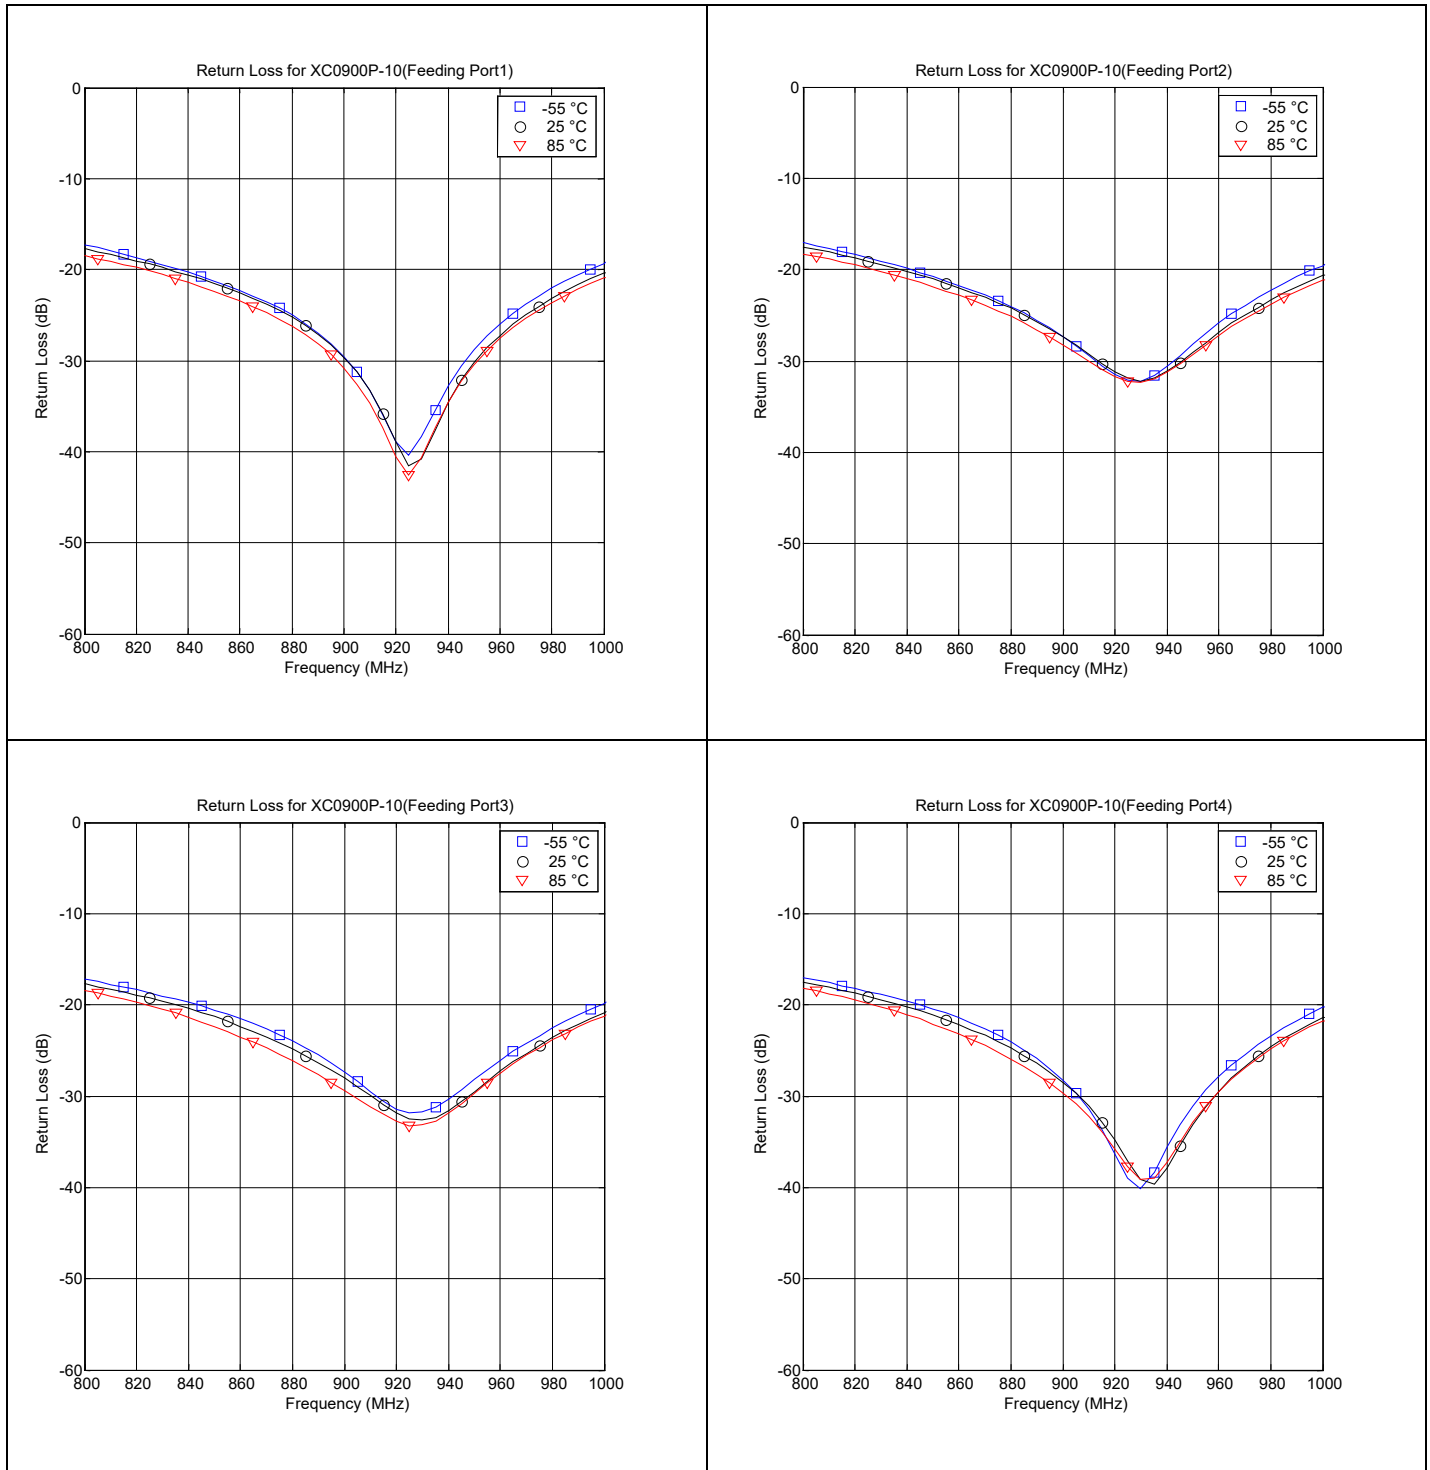 Return Loss for XC0900P-10(Feeding Port1)
0
-10
-20
-30
-40
-50
-60
Return Loss (dB)
-55 °C
25 °C
85 °C
800 820 840 860 880 900 920 940 960 980 1000
Frequency (MHz)
Return Loss for XC0900P-10(Feeding Port2)
0
-10
-20
-30
-40
-50
-60
Return Loss (dB)
-55 °C
25 °C
85 °C
800 820 840 860 880 900 920 940 960 980 1000
Frequency (MHz)
Return Loss for XC0900P-10(Feeding Port3)
0
-10
-20
-30
-40
-50
-60
Return Loss (dB)
-55 °C
25 °C
85 °C
800 820 840 860 880 900 920 940 960 980 1000
Frequency (MHz)
Return Loss for XC0900P-10(Feeding Port4)
0
-10
-20
-30
-40
-50
-60
Return Loss (dB)
-55 °C
25 °C
85 °C
800 820 840 860 880 900 920 940 960 980 1000
Frequency (MHz)